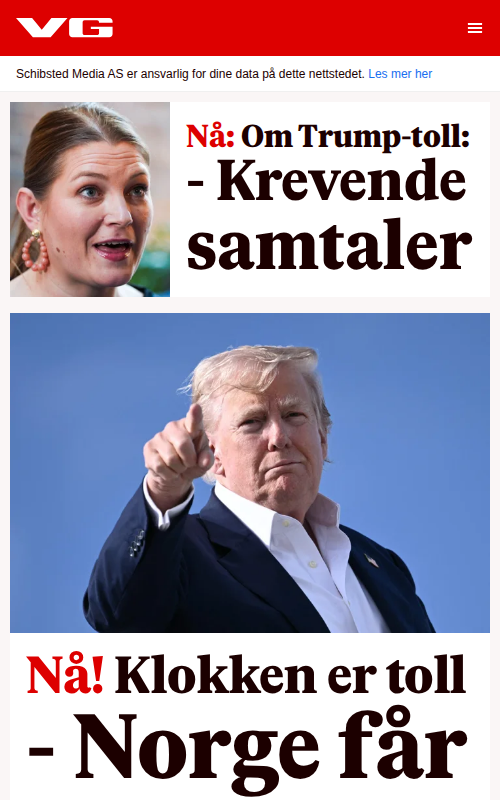 VG
Schibsted Media AS er ansvarlig for dine data på dette nettstedet. Les mer her
Nå: Om Trump-toll:
- Krevende
samtaler
Nå! Klokken er toll
- Norge får